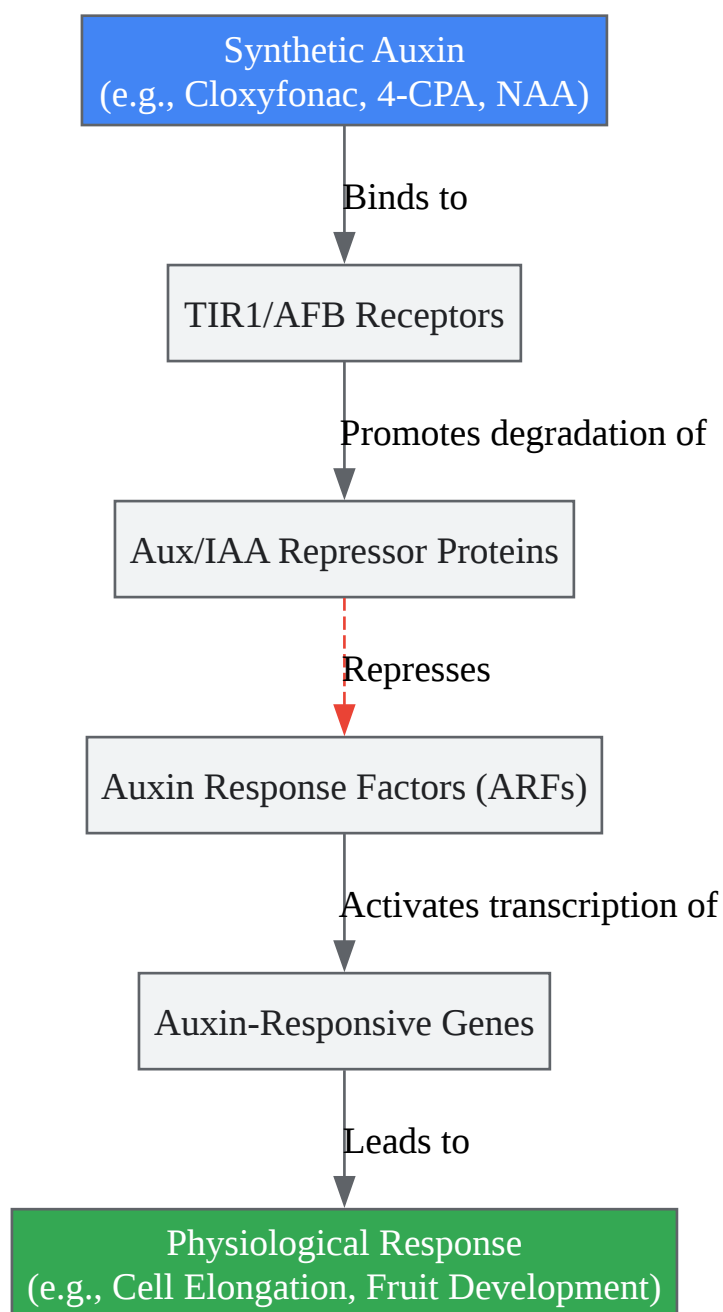 Synthetic Auxin
(e.g., Cloxyfonac, 4-CPA, NAA)
Binds to
TIR1/AFB Receptors
Promotes degradation of
Aux/IAA Repressor Proteins
Represses
Auxin Response Factors (ARFs)
Activates transcription of
Auxin-Responsive Genes
Leads to
Physiological Response
(e.g., Cell Elongation, Fruit Development)